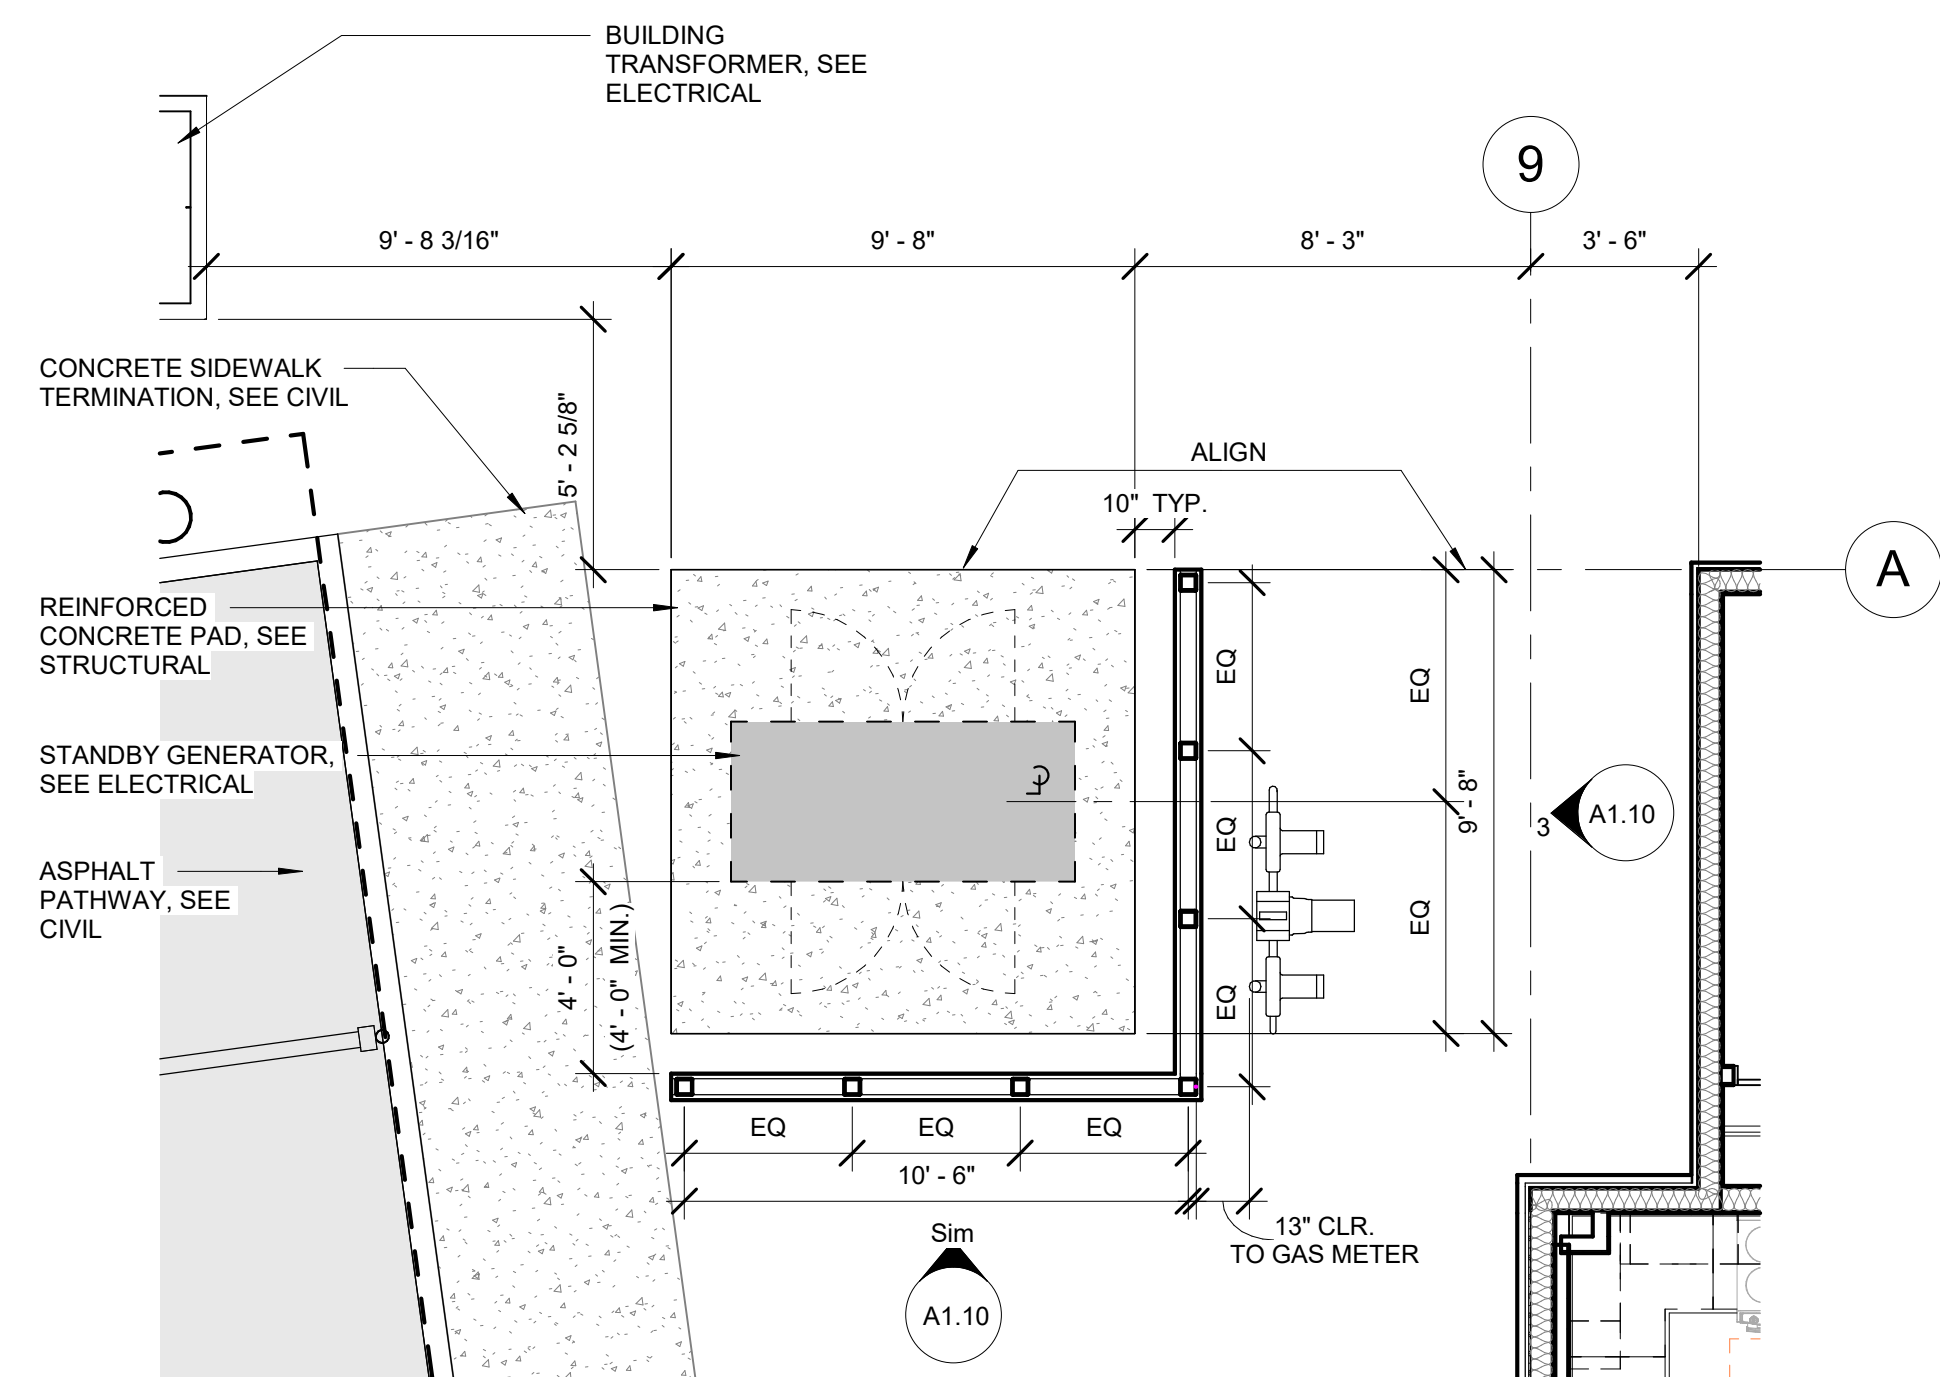 BUILDING
TRANSFORMER, SEE
ELECTRICAL
9
9' - 8 3/16"
9' - 8"
8' - 3"
3' - 6"
CONCRETE SIDEWALK
TERMINATION, SEE CIVIL
5' - 2 5/8"
ALIGN
10" TYP.
A
REINFORCED
CONCRETE PAD, SEE
STRUCTURAL
EQ
EQ
STANDBY GENERATOR,
SEE ELECTRICAL
9' - 8"
3
A1.10
EQ
ASPHALT
PATHWAY, SEE
CIVIL
EQ
4' - 0"
(4' - 0" MIN.)
EQ
EQ
EQ
EQ
10' - 6"
Sim
A1.10
13" CLR.
TO GAS METER